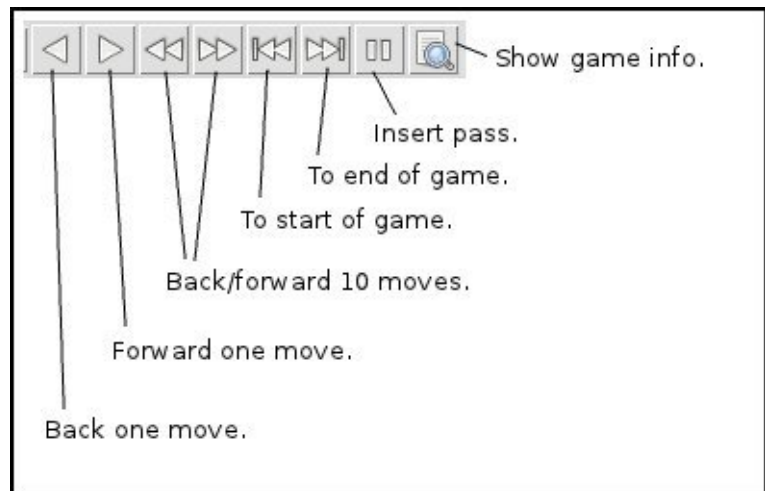 Show game info.
Insert pass.
To end of game.
To start of game.
Back/forward 10 moves.
Forward one move.
Back one move.